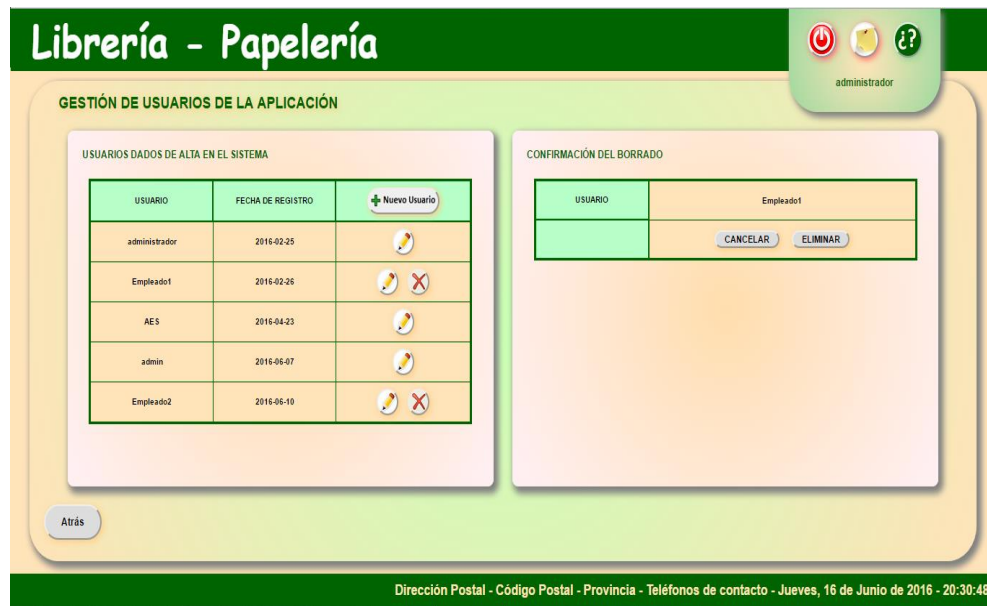 Librería - Papelería
¿?
administrador
GESTIÓN DE USUARIOS DE LA APLICACIÓN
USUARIOS DADOS DE ALTA EN EL SISTEMA
USUARIO FECHA DE REGISTRO Nuevo Usuario
administrador 2016-02-25
Empleado1 2016-02-26
AES 2016-04-23
admin 2016-06-07
Empleado2 2016-06-10
CONFIRMACIÓN DEL BORRADO
USUARIO Empleado1
CANCELAR ELIMINAR
Atrás
Dirección Postal - Código Postal - Provincia - Teléfonos de contacto - Jueves, 16 de Junio de 2016 - 20:30:48